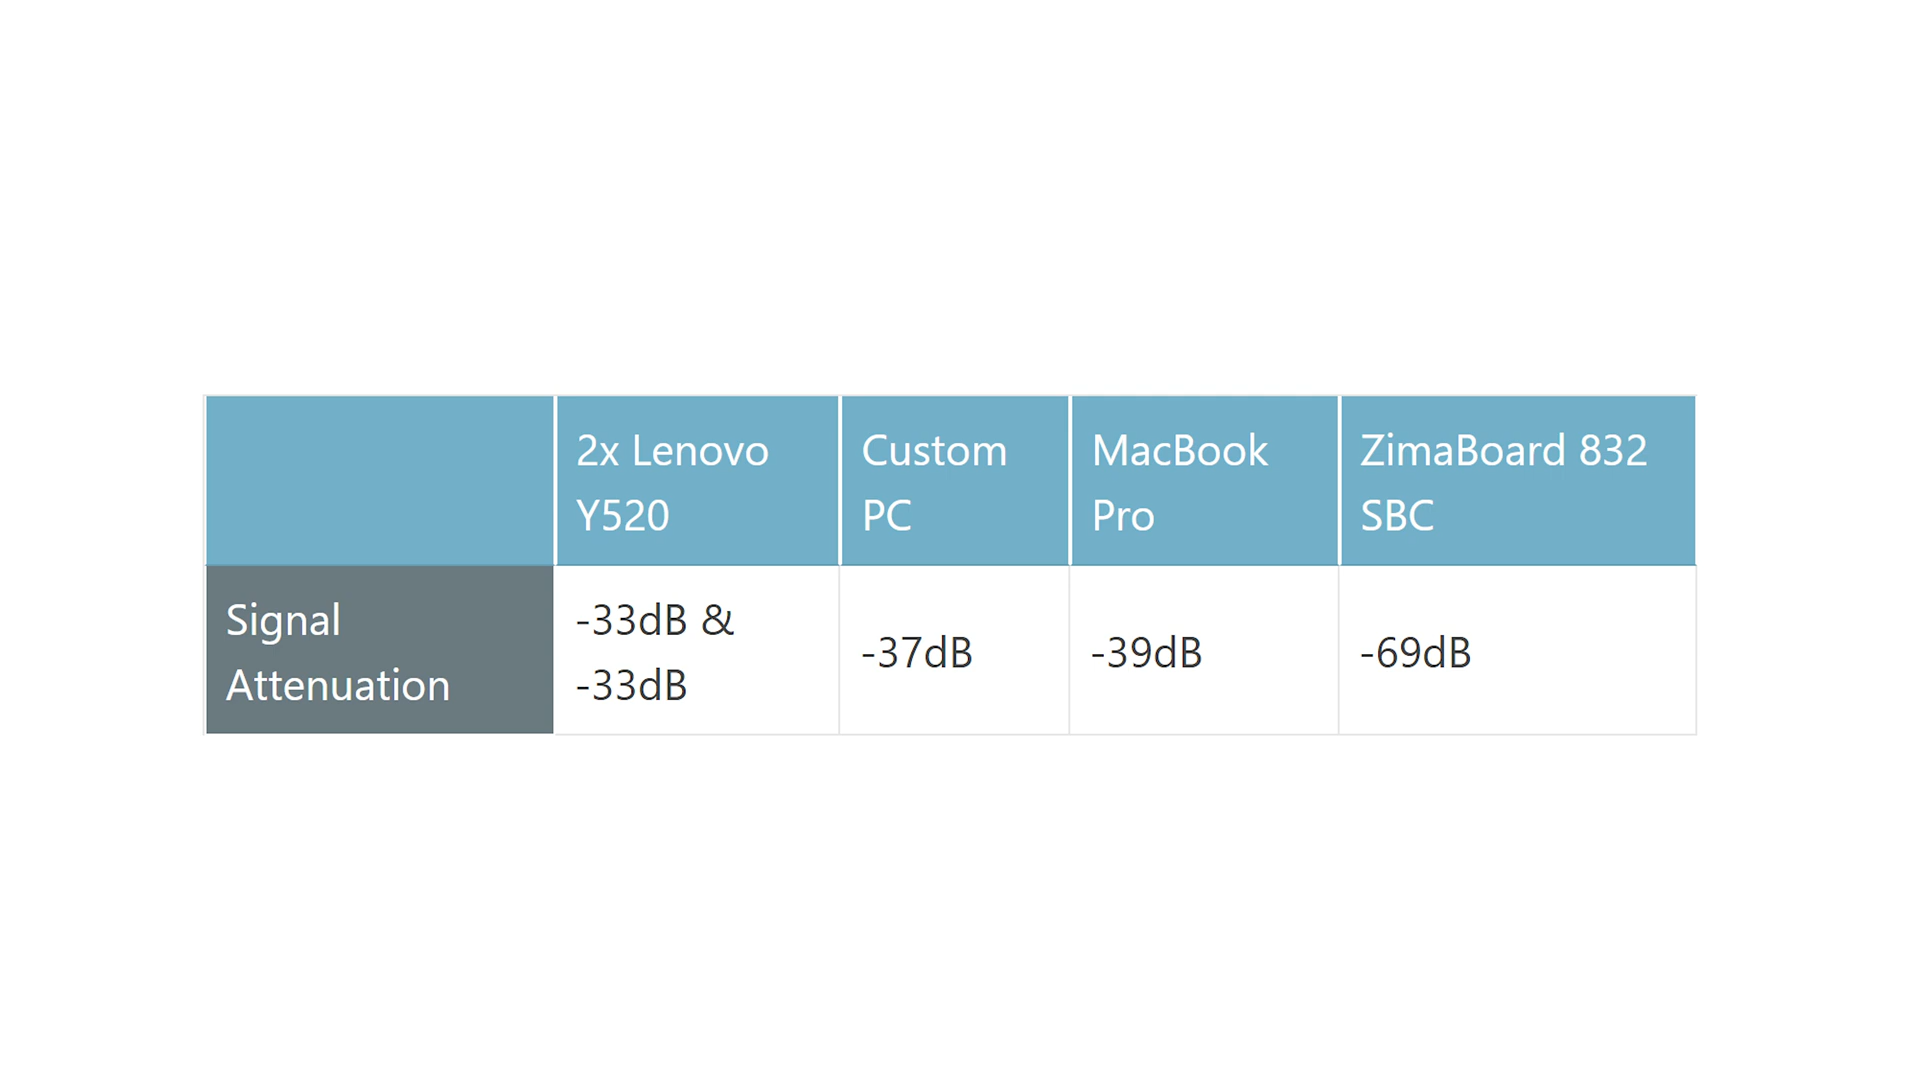 2x Lenovo
Y520
Custom
PC
MacBook
Pro
ZimaBoard 832
SBC
Signal
Attenuation
-33dB &
-33dB
-37dB
-39dB
-69dB